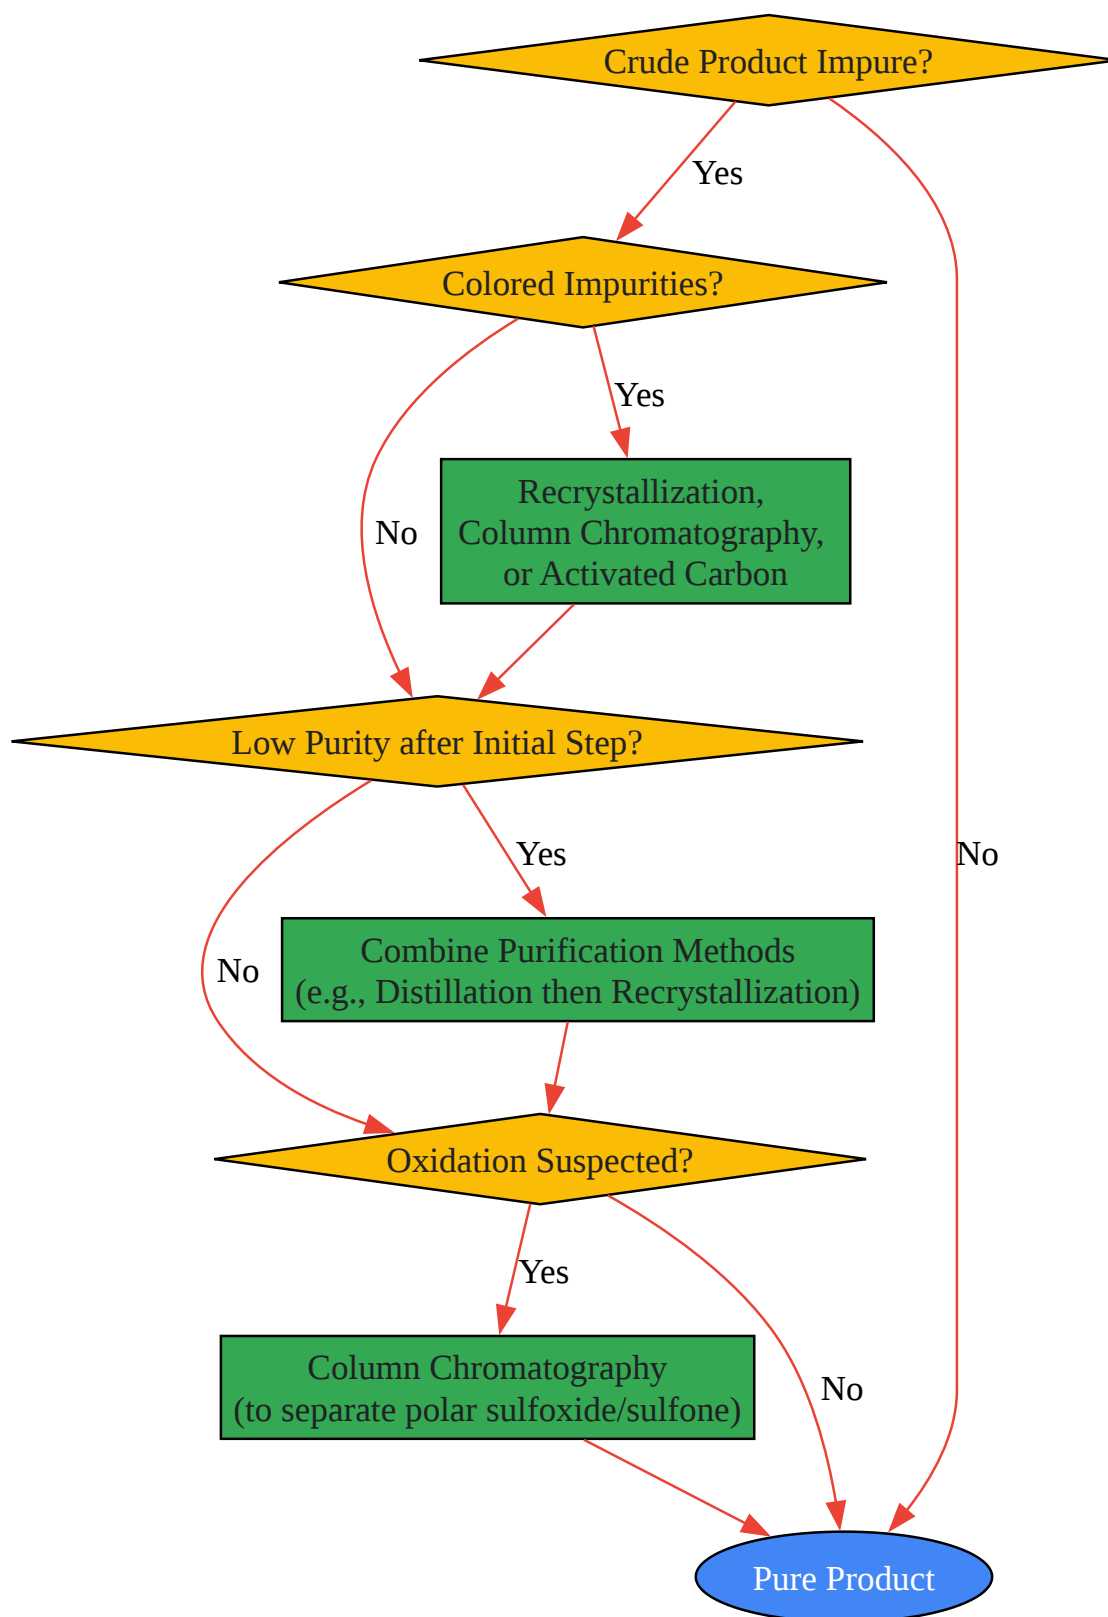 Crude Product Impure?
Yes
Colored Impurities?
Yes
Recrystallization,
Column Chromatography,
or Activated Carbon
No
Low Purity after Initial Step?
Yes
No
Combine Purification Methods
(e.g., Distillation then Recrystallization)
No
Oxidation Suspected?
Yes
Column Chromatography
(to separate polar sulfoxide/sulfone)
No
Pure Product